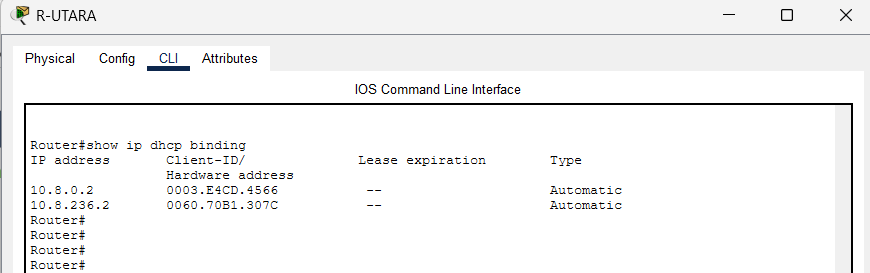 R-UTARA
Physical Config CLI Attributes
IOS Command Line Interface
Router#show ip dhcp binding
IP address Client-ID/ Lease expiration Type
Hardware address
10.8.0.2 0003.E4CD.4566 -- Automatic
10.8.236.2 0060.70B1.307C -- Automatic
Router#
Router#
Router#
Router#